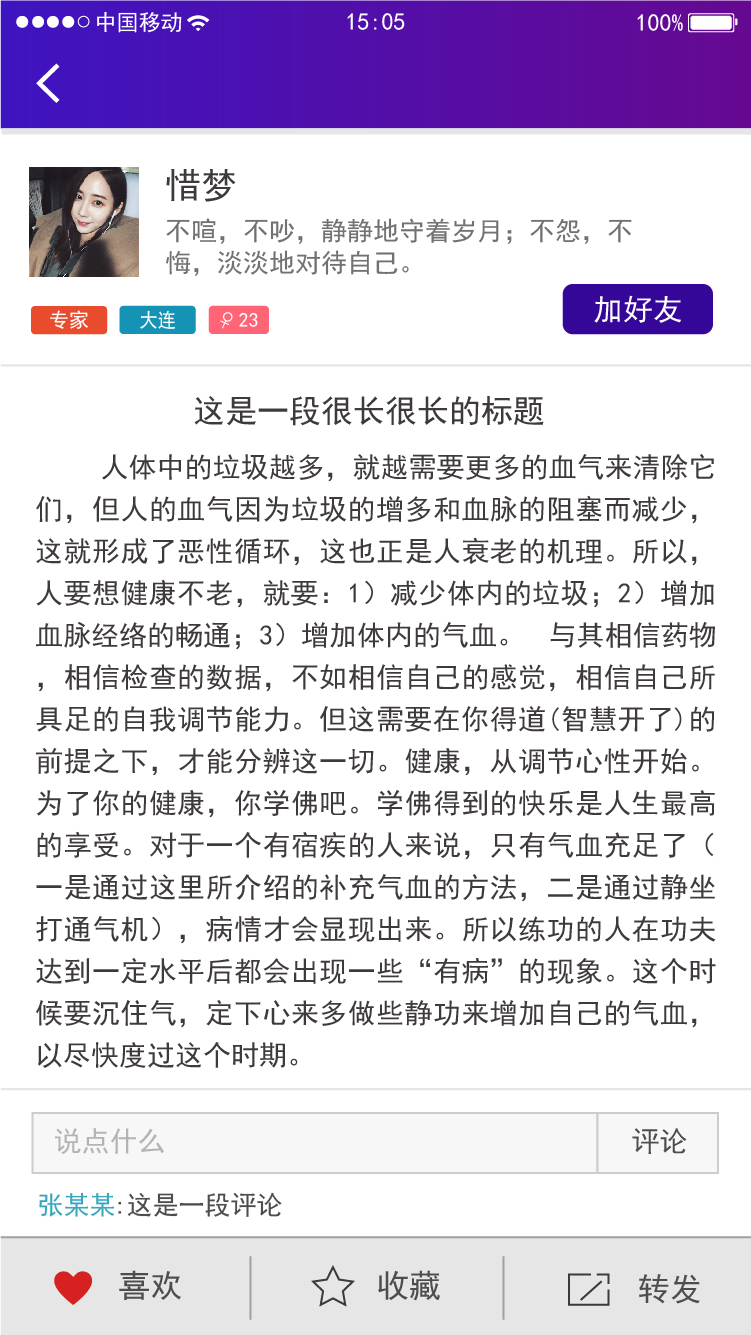 中国移动 15:05 100%
惜梦
不喧，不吵，静静地守着岁月；不怨，不
悔，淡淡地对待自己。
专家 大连 23
加好友
这是一段很长很长的标题
人体中的垃圾越多，就越需要更多的血气来清除它
们，但人的血气因为垃圾的增多和血脉的阻塞而减少，
这就形成了恶性循环，这也正是人衰老的机理。所以，
人要想健康不老，就要：1）减少体内的垃圾；2）增加
血脉经络的畅通；3）增加体内的气血。 与其相信药物
，相信检查的数据，不如相信自己的感觉，相信自己所
具足的自我调节能力。但这需要在你得道(智慧开了)的
前提之下，才能分辨这一切。健康，从调节心性开始。
为了你的健康，你学佛吧。学佛得到的快乐是人生最高
的享受。对于一个有宿疾的人来说，只有气血充足了（
一是通过这里所介绍的补充气血的方法，二是通过静坐
打通气机），病情才会显现出来。所以练功的人在功夫
达到一定水平后都会出现一些“有病”的现象。这个时
候要沉住气，定下心来多做些静功来增加自己的气血，
以尽快度过这个时期。
说点什么 评论
张某某:这是一段评论
喜欢 收藏 转发